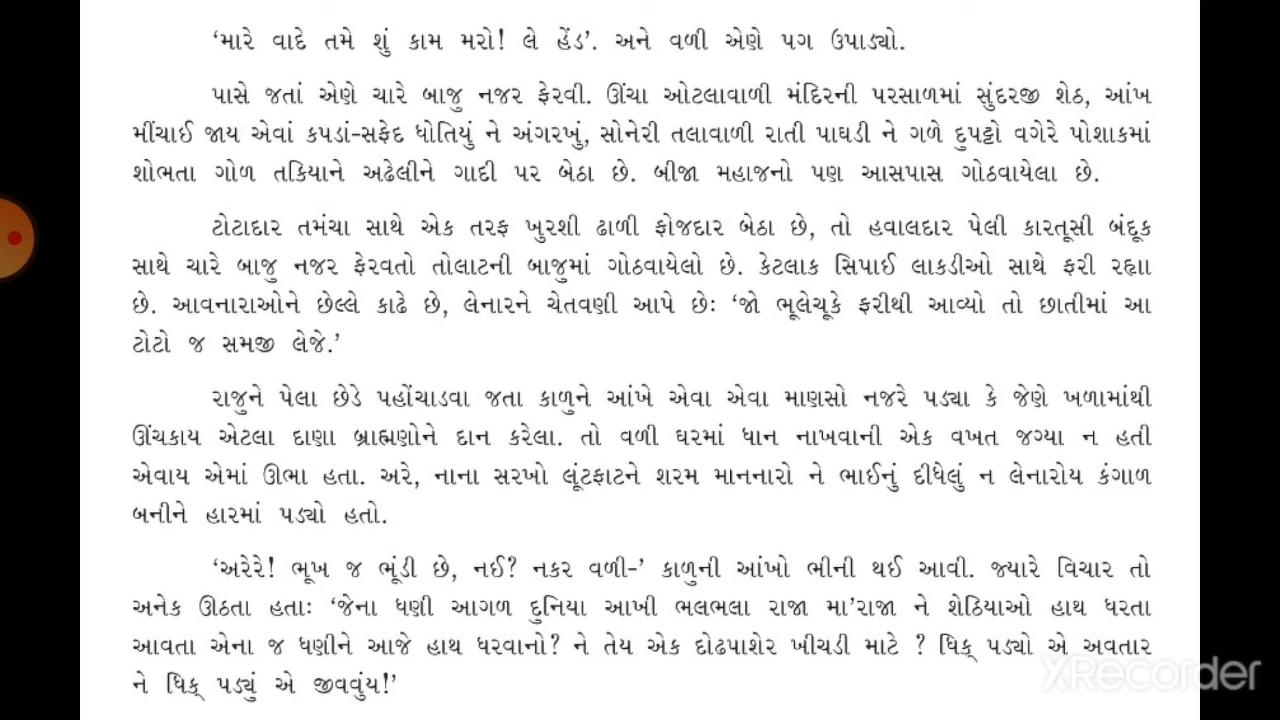 ‘મારે વાદે તમે શું કામ મરો! લે હેંડ’. અને વળી એણે પગ ઉપાડ્યો.
પાસે જતાં એણે ચારે બાજુ નજર ફેરવી. ઊંચા ઓટલાવાળી મંદિરની પરસાળમાં સુંદરજી શેઠ, આંખ
મીંચાઈ જાય એવાં કપડાં-સફેદ ધોતિયું ને અંગરખું, સોનેરી તલાવાળી રાતી પાઘડી ને ગળે દુપટ્ટો વગેરે પોશાકમાં
શોભતા ગોળ તકિયાને અઢેલીને ગાદી પર બેઠા છે. બીજા મહાજનો પણ આસપાસ ગોઠવાયેલા છે.
ટોટાદાર તમંચા સાથે એક તરફ ખુરશી ઢાળી ફોજદાર બેઠા છે, તો હવાલદાર પેલી કારતૂસી બંદૂક
સાથે ચારે બાજુ નજર ફેરવતો તોલાટની બાજુમાં ગોઠવાયેલો છે. કેટલાક સિપાઈ લાકડીઓ સાથે ફરી રહ્યા
છે. આવનારાઓને છેલ્લે કાઢે છે, લેનારને ચેતવણી આપે છેઃ ‘જો ભૂલેચૂકે ફરીથી આવ્યો તો છાતીમાં આ
ટોટો જ સમજી લેજે.’
રાજુને પેલા છેડે પહોંચાડવા જતા કાળુને આંખે એવા એવા માણસો નજરે પડ્યા કે જેણે ખળામાંથી
ઊંચકાય એટલા દાણા બ્રાહ્મણોને દાન કરેલા. તો વળી ઘરમાં ધાન નાખવાની એક વખત જગ્યા ન હતી
એવાય એમાં ઊભા હતા. અરે, નાના સરખો લૂંટફાટને શરમ માનનારો ને ભાઈનું દીધેલું ન લેનારોય કંગાળ
બનીને હારમાં પડ્યો હતો.
‘અરેરે! ભૂખ જ ભૂંડી છે, નઈ? નકર વળી-’ કાળુની આંખો ભીની થઈ આવી. જ્યારે વિચાર તો
અનેક ઊઠતા હતાઃ ‘જેના ધણી આગળ દુનિયા આખી ભલભલા રાજા મા’રાજા ને શેઠિયાઓ હાથ ધરતા
આવતા એના જ ધણીને આજે હાથ ધરવાનો? ને તેય એક દોઢપાશેર ખીચડી માટે ? ધિક્ પડ્યો એ અવતાર
ને ધિક્ પડ્યું એ જીવવુંય!’
XRecorder